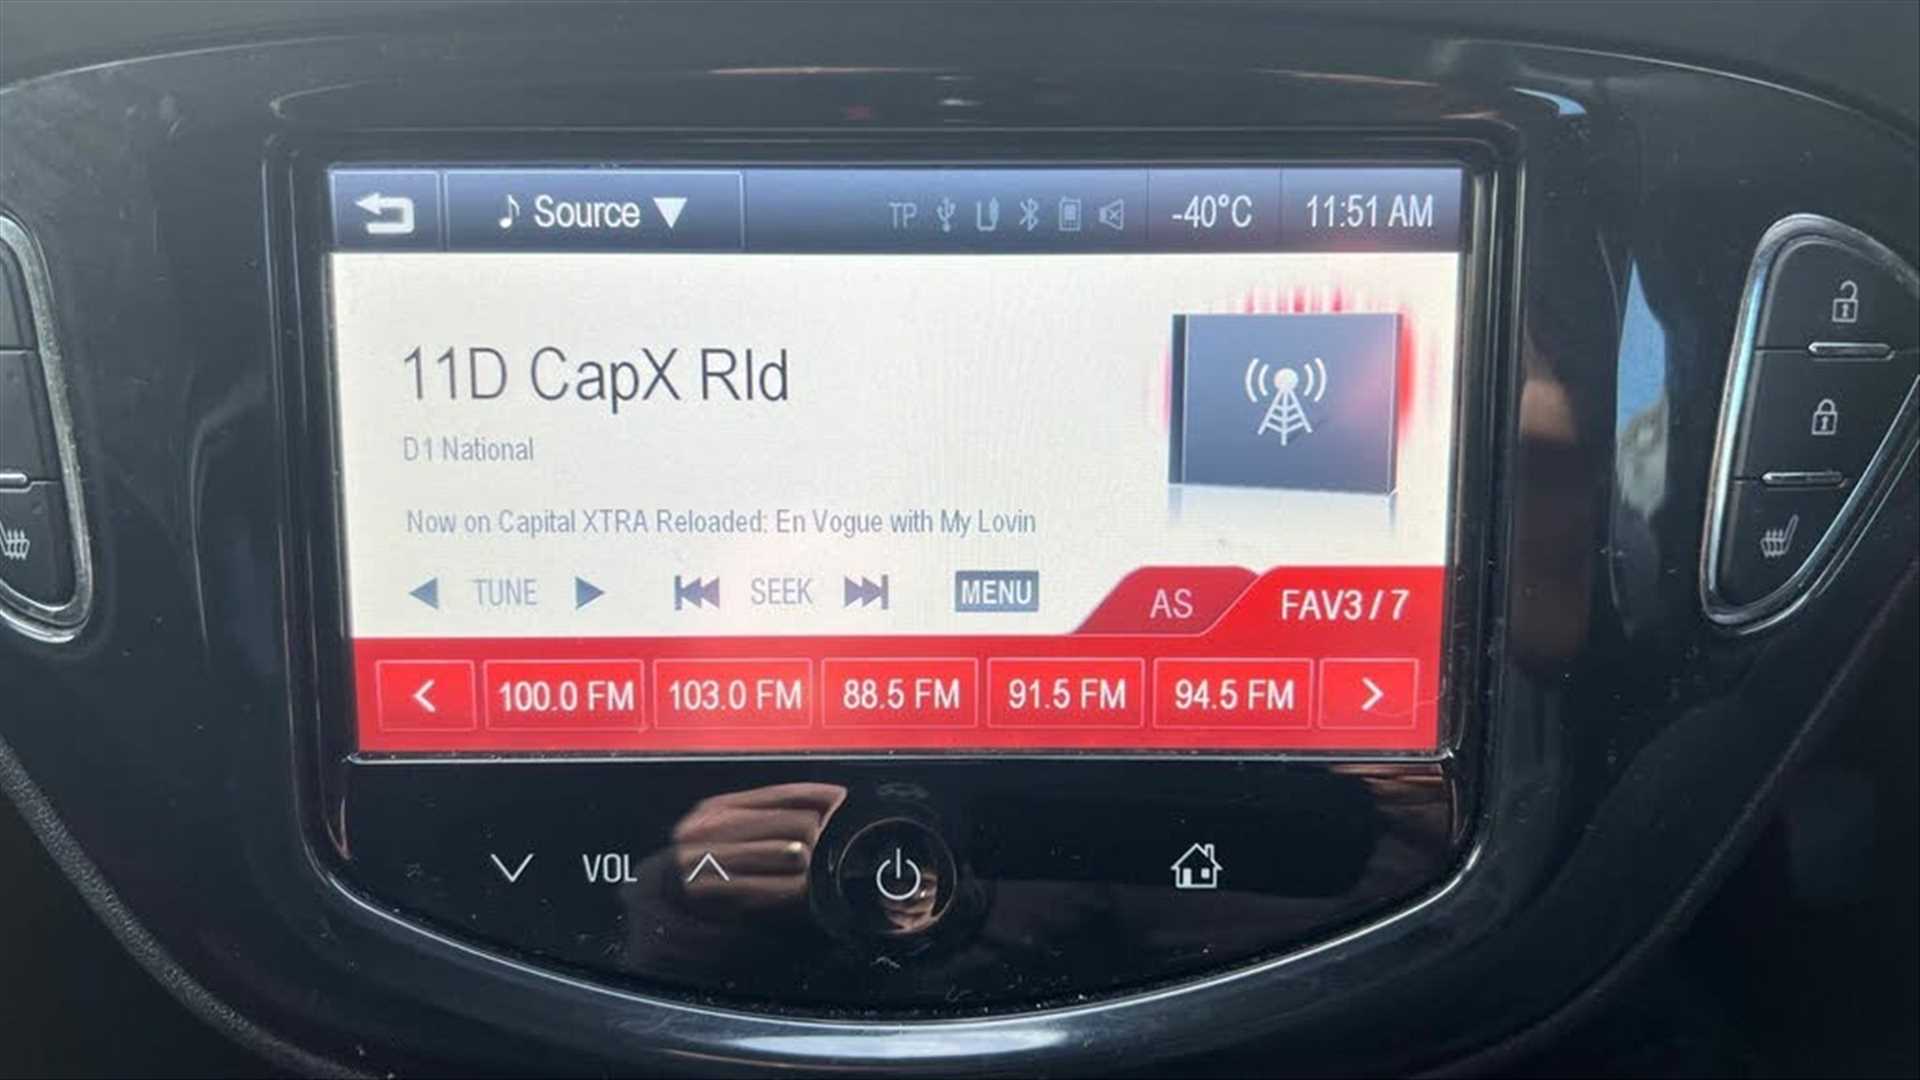 Source TP -40°C 11:51 AM
11D CapX Rld
D1 National
Now on Capital XTRA Reloaded: En Vogue with My Lovin
TUNE SEEK MENU AS FAV3 / 7
100.0 FM 103.0 FM 88.5 FM 91.5 FM 94.5 FM
VOL